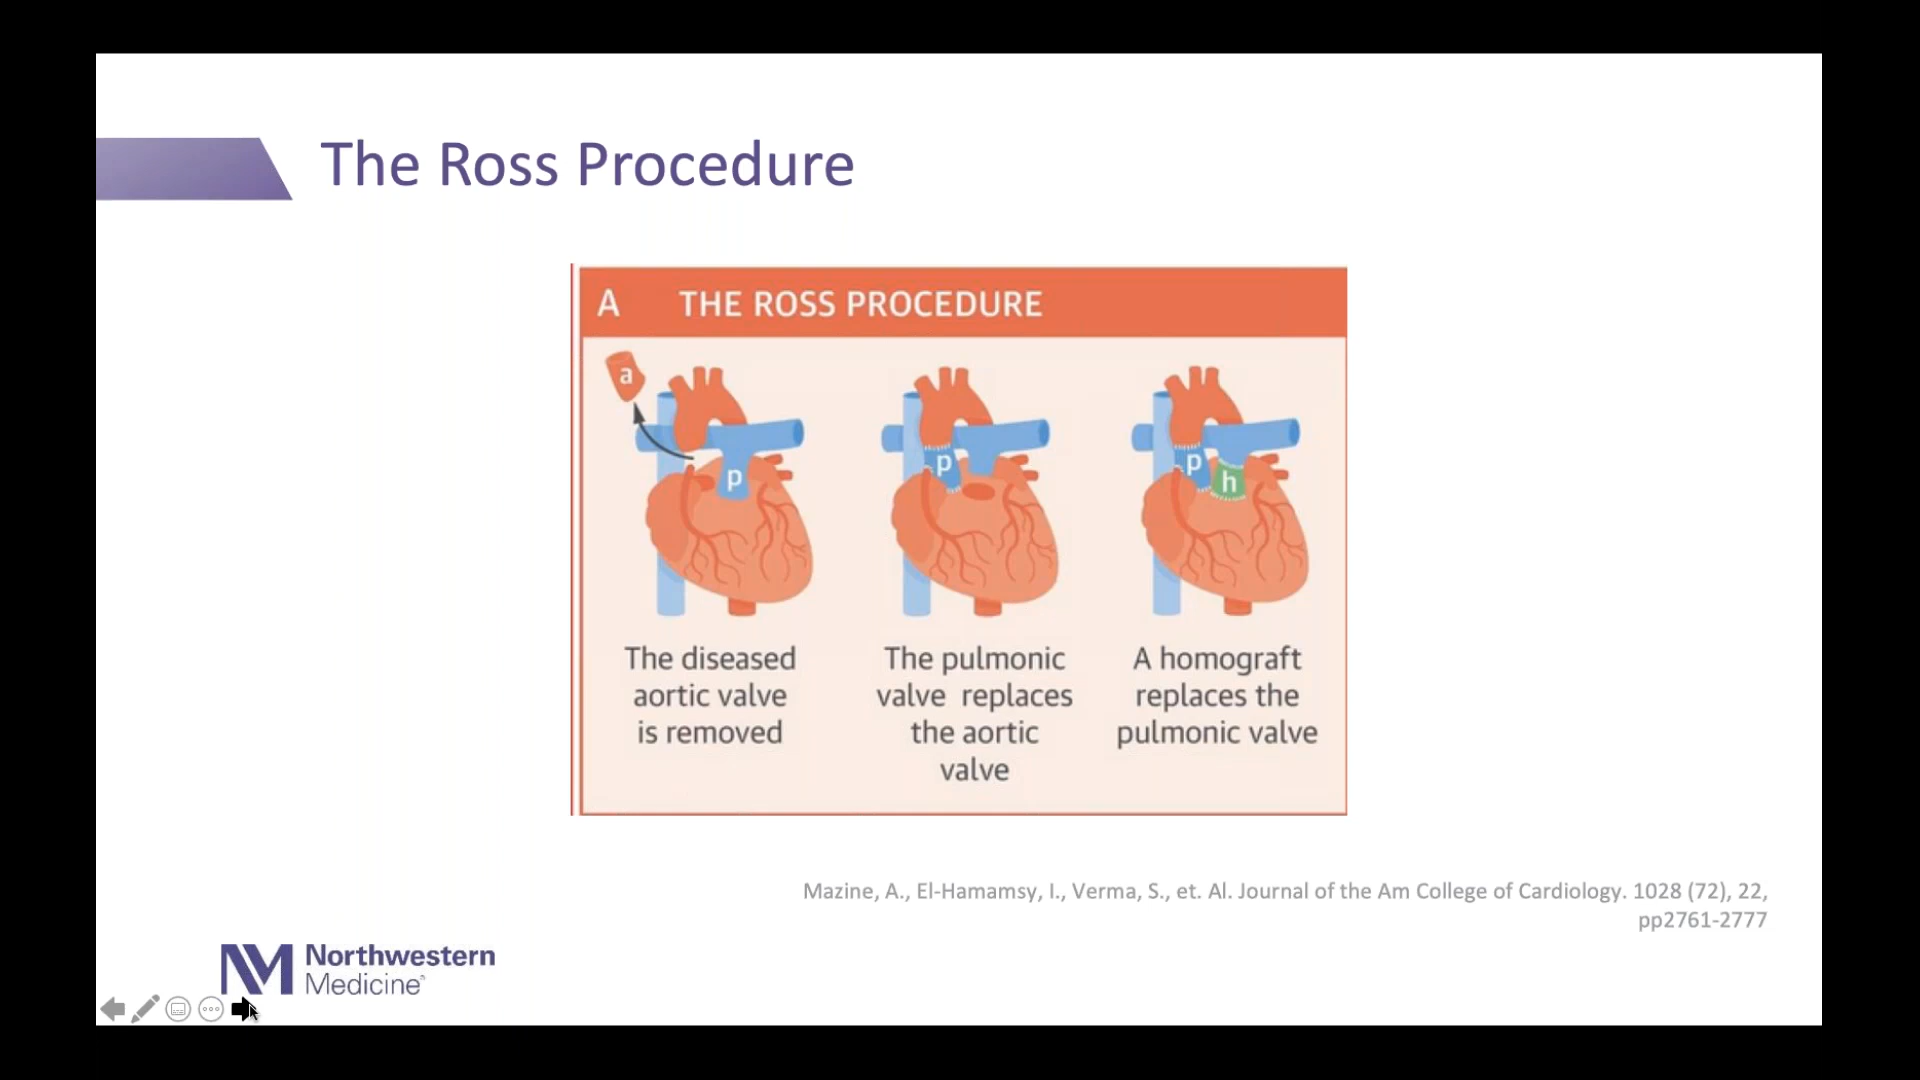 The Ross Procedure
A THE ROSS PROCEDURE
a
p
p
p
h
The diseased
aortic valve
is removed
The pulmonic
valve replaces
the aortic
valve
A homograft
replaces the
pulmonic valve
Mazine, A., El-Hamamsy, I., Verma, S., et. Al. Journal of the Am College of Cardiology. 1028 (72), 22,
pp2761-2777
NM
Northwestern
Medicine®